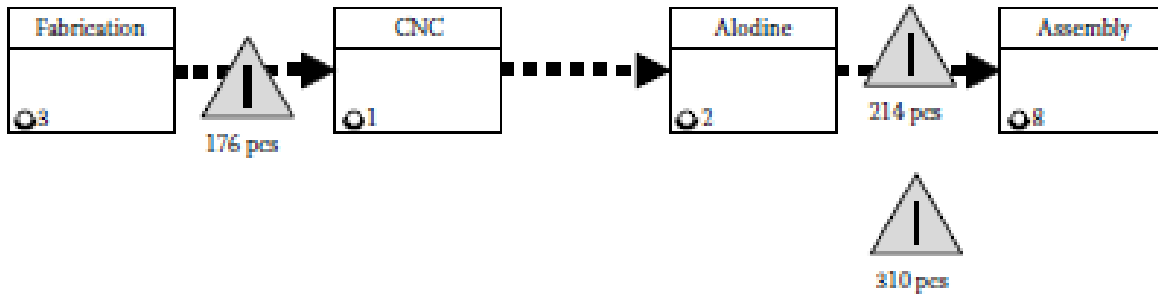 Fabrication
CNC
Alodine
Assembly
3
1
2
8
I
I
176 pcs
214 pcs
I
310 pcs